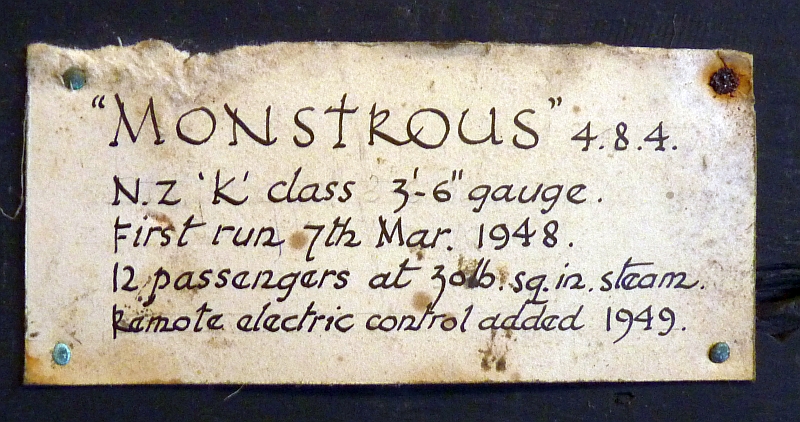 "MONSTROUS" 4.8.4.
N.Z 'K' class 3'-6" gauge.
First run 7th Mar. 1948.
12 passengers at 30lb. sq. in. steam.
Remote electric control added 1949.